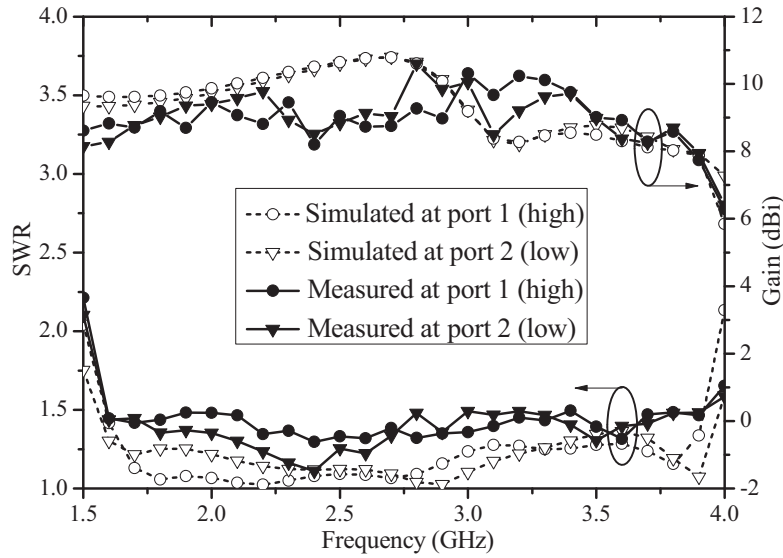 4.0
3.5
3.0
2.5
2.0
1.5
1.0
SWR
12
10
8
6
4
2
0
-2
Gain (dBi)
Simulated at port 1 (high)
Simulated at port 2 (low)
Measured at port 1 (high)
Measured at port 2 (low)
1.5 2.0 2.5 3.0 3.5 4.0
Frequency (GHz)